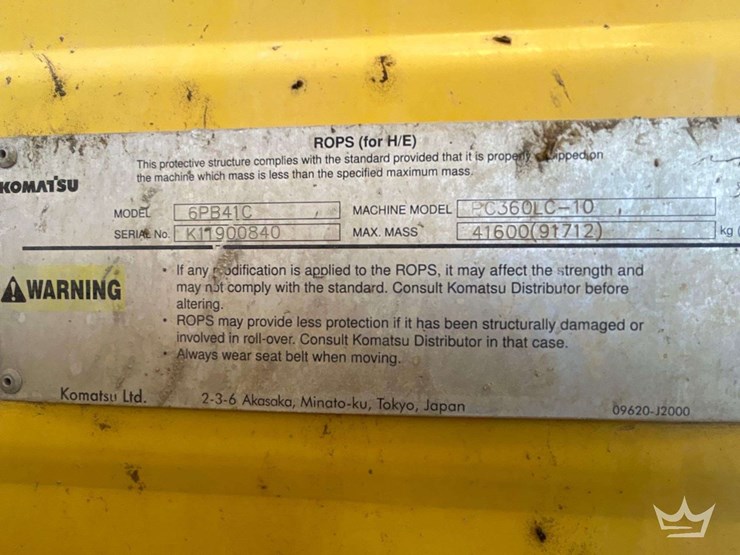 ROPS (for H/E)
This protective structure complies with the standard provided that it is properly equipped on
the machine which mass is less than the specified maximum mass.
KOMATSU
MODEL 6PB41C MACHINE MODEL PC360LC-10
SERIAL No. K11900840 MAX. MASS 41600(91712) kg (
WARNING
• If any modification is applied to the ROPS, it may affect the strength and
may not comply with the standard. Consult Komatsu Distributor before
altering.
• ROPS may provide less protection if it has been structurally damaged or
involved in roll-over. Consult Komatsu Distributor in that case.
• Always wear seat belt when moving.
Komatsu Ltd. 2-3-6 Akasaka, Minato-ku, Tokyo, Japan 09620-J2000